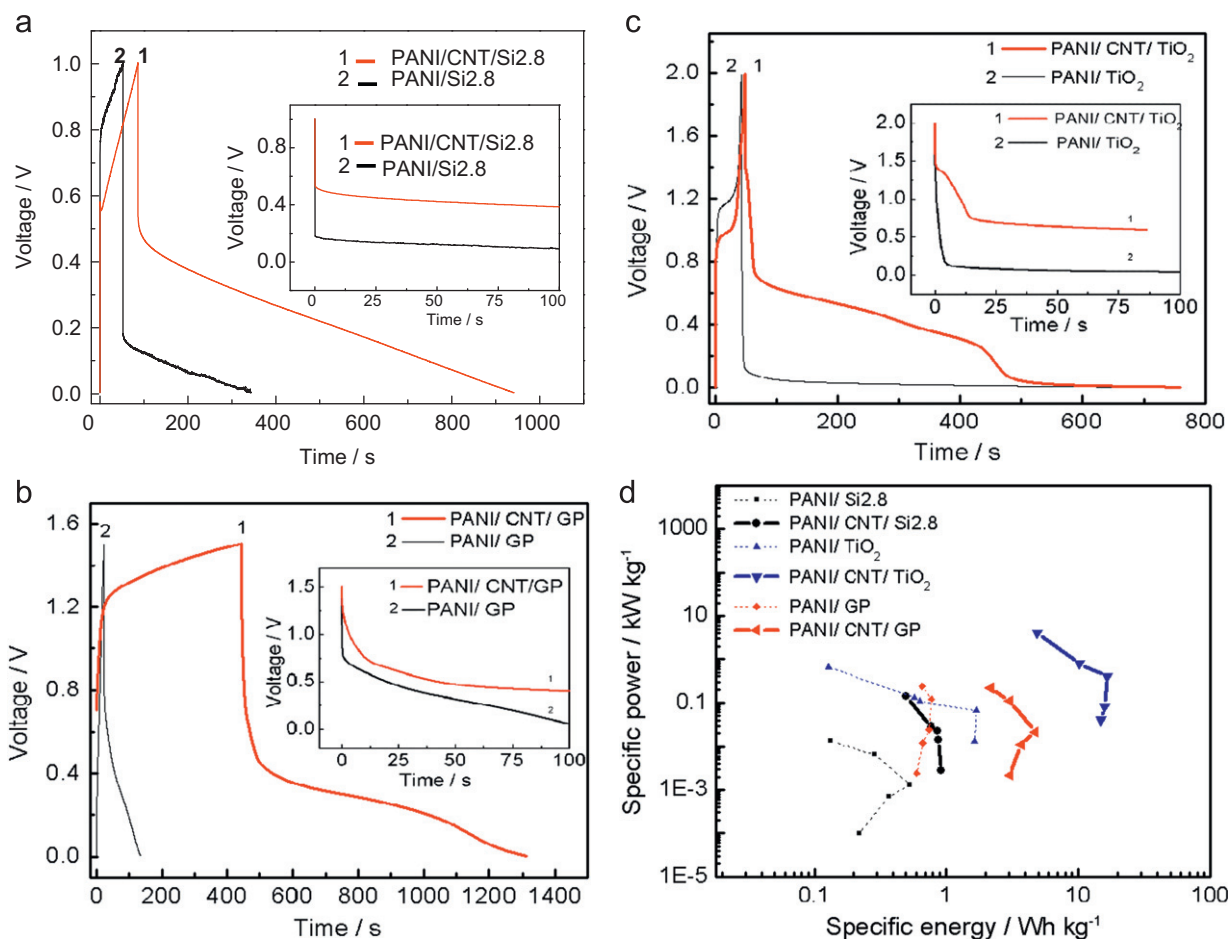 a
1 PANI/CNT/Si2.8
2 PANI/Si2.8
2 1
1.0
0.8
0.6
0.4
0.2
0.0
Voltage / V
0 200 400 600 800 1000
Time / s
1 PANI/CNT/Si2.8
2 PANI/Si2.8
0.8
0.4
0.0
Voltage / V
0 25 50 75 100
Time / s
c
1 PANI/ CNT/ TiO2
2 PANI/ TiO2
2 1
2.0
1.6
1.2
0.8
0.4
0.0
Voltage / V
0 200 400 600 800
Time / s
1 PANI/ CNT/ TiO2
2 PANI/ TiO2
2.0
1.5
1.0
0.5
0.0
Voltage / V
1
2
0 25 50 75 100
Time / s
b
1 PANI/ CNT/ GP
2 PANI/ GP
2 1
1.6
1.2
0.8
0.4
0.0
Voltage / V
0 200 400 600 800 1000 1200 1400
Time / s
1 PANI/ CNT/GP
2 PANI/ GP
1.5
1.0
0.5
0.0
Voltage / V
1
2
0 25 50 75 100
Time / s
d
PANI/ Si2.8
PANI/ CNT/ Si2.8
PANI/ TiO2
PANI/ CNT/ TiO2
PANI/ GP
PANI/ CNT/ GP
1000
10
0.1
1E-3
1E-5
Specific power / kW kg-1
0.1 1 10 100
Specific energy / Wh kg-1